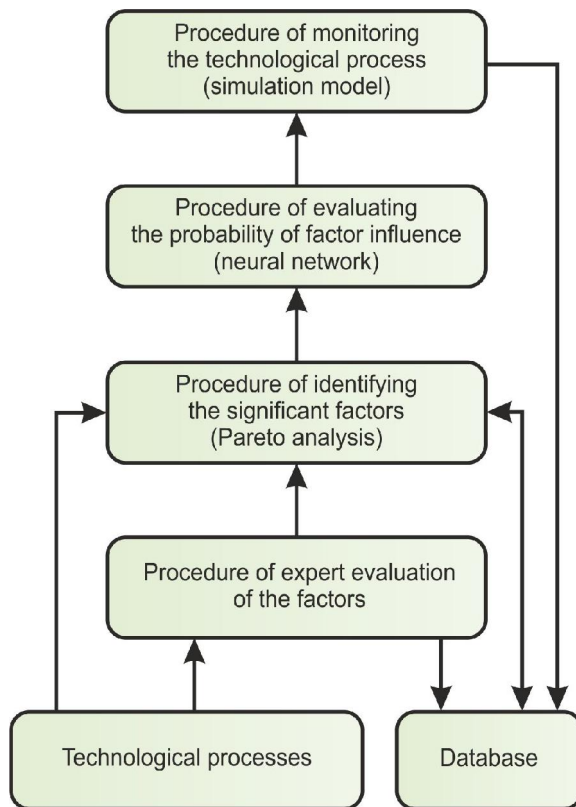 Procedure of monitoring
the technological process
(simulation model)
Procedure of evaluating
the probability of factor influence
(neural network)
Procedure of identifying
the significant factors
(Pareto analysis)
Procedure of expert evaluation
of the factors
Technological processes
Database